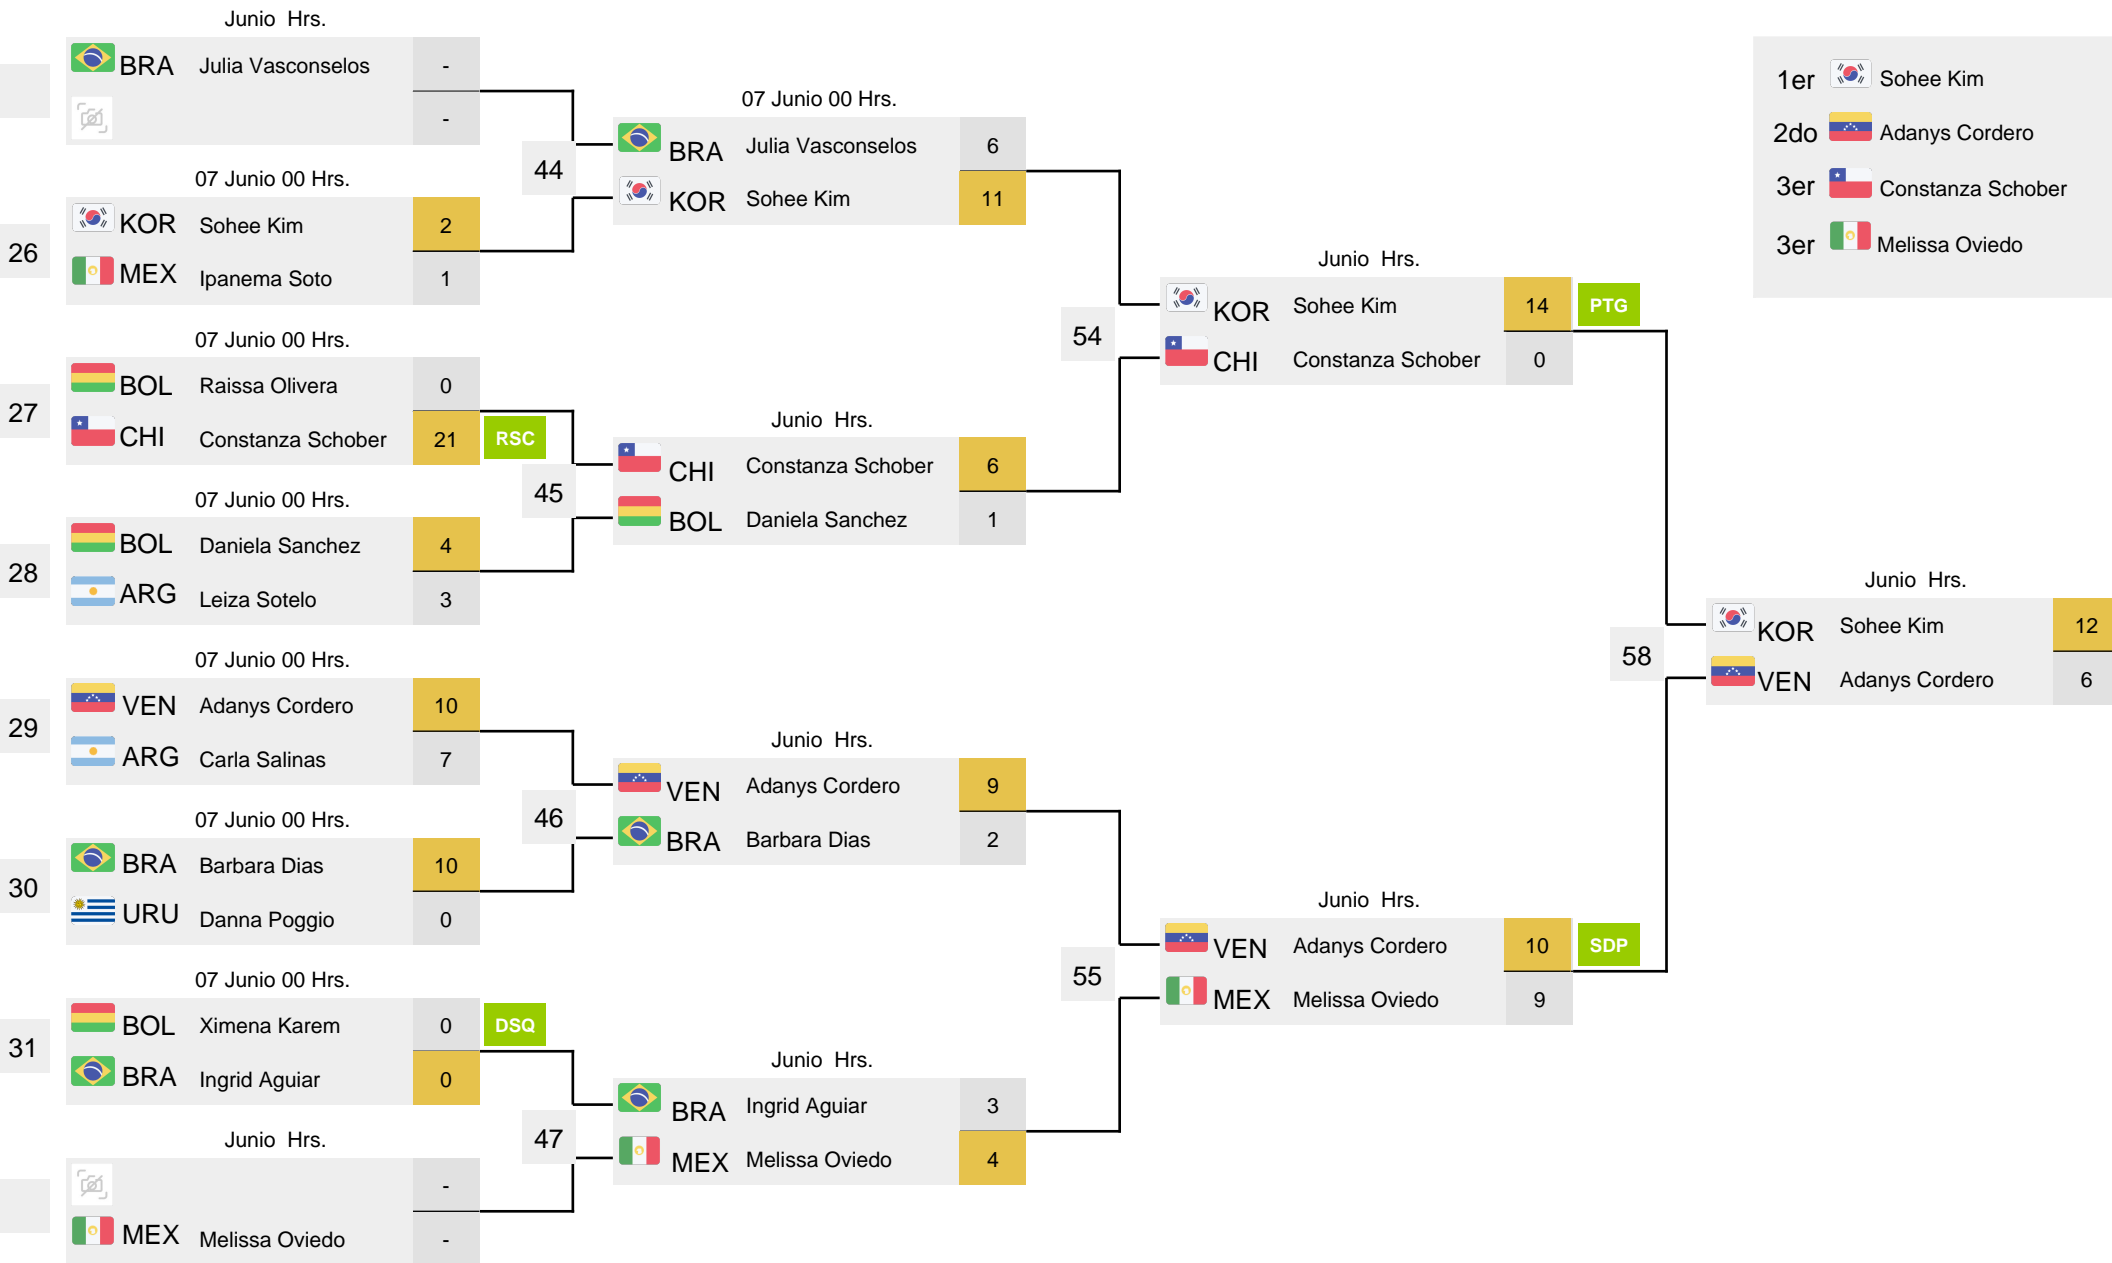 Junio Hrs.
BRA Julia Vasconselos -
-
07 Junio 00 Hrs.
26
KOR Sohee Kim 2
MEX Ipanema Soto 1
07 Junio 00 Hrs.
27
BOL Raissa Olivera 0
CHI Constanza Schober 21 RSC
07 Junio 00 Hrs.
28
BOL Daniela Sanchez 4
ARG Leiza Sotelo 3
07 Junio 00 Hrs.
29
VEN Adanys Cordero 10
ARG Carla Salinas 7
07 Junio 00 Hrs.
30
BRA Barbara Dias 10
URU Danna Poggio 0
07 Junio 00 Hrs.
31
BOL Ximena Karem 0 DSQ
BRA Ingrid Aguiar 0
Junio Hrs.
-
MEX Melissa Oviedo -
07 Junio 00 Hrs.
44
BRA Julia Vasconselos 6
KOR Sohee Kim 11
Junio Hrs.
45
CHI Constanza Schober 6
BOL Daniela Sanchez 1
Junio Hrs.
46
VEN Adanys Cordero 9
BRA Barbara Dias 2
Junio Hrs.
47
BRA Ingrid Aguiar 3
MEX Melissa Oviedo 4
Junio Hrs.
54
KOR Sohee Kim 14 PTG
CHI Constanza Schober 0
Junio Hrs.
55
VEN Adanys Cordero 10 SDP
MEX Melissa Oviedo 9
Junio Hrs.
58
KOR Sohee Kim 12
VEN Adanys Cordero 6
1er Sohee Kim
2do Adanys Cordero
3er Constanza Schober
3er Melissa Oviedo